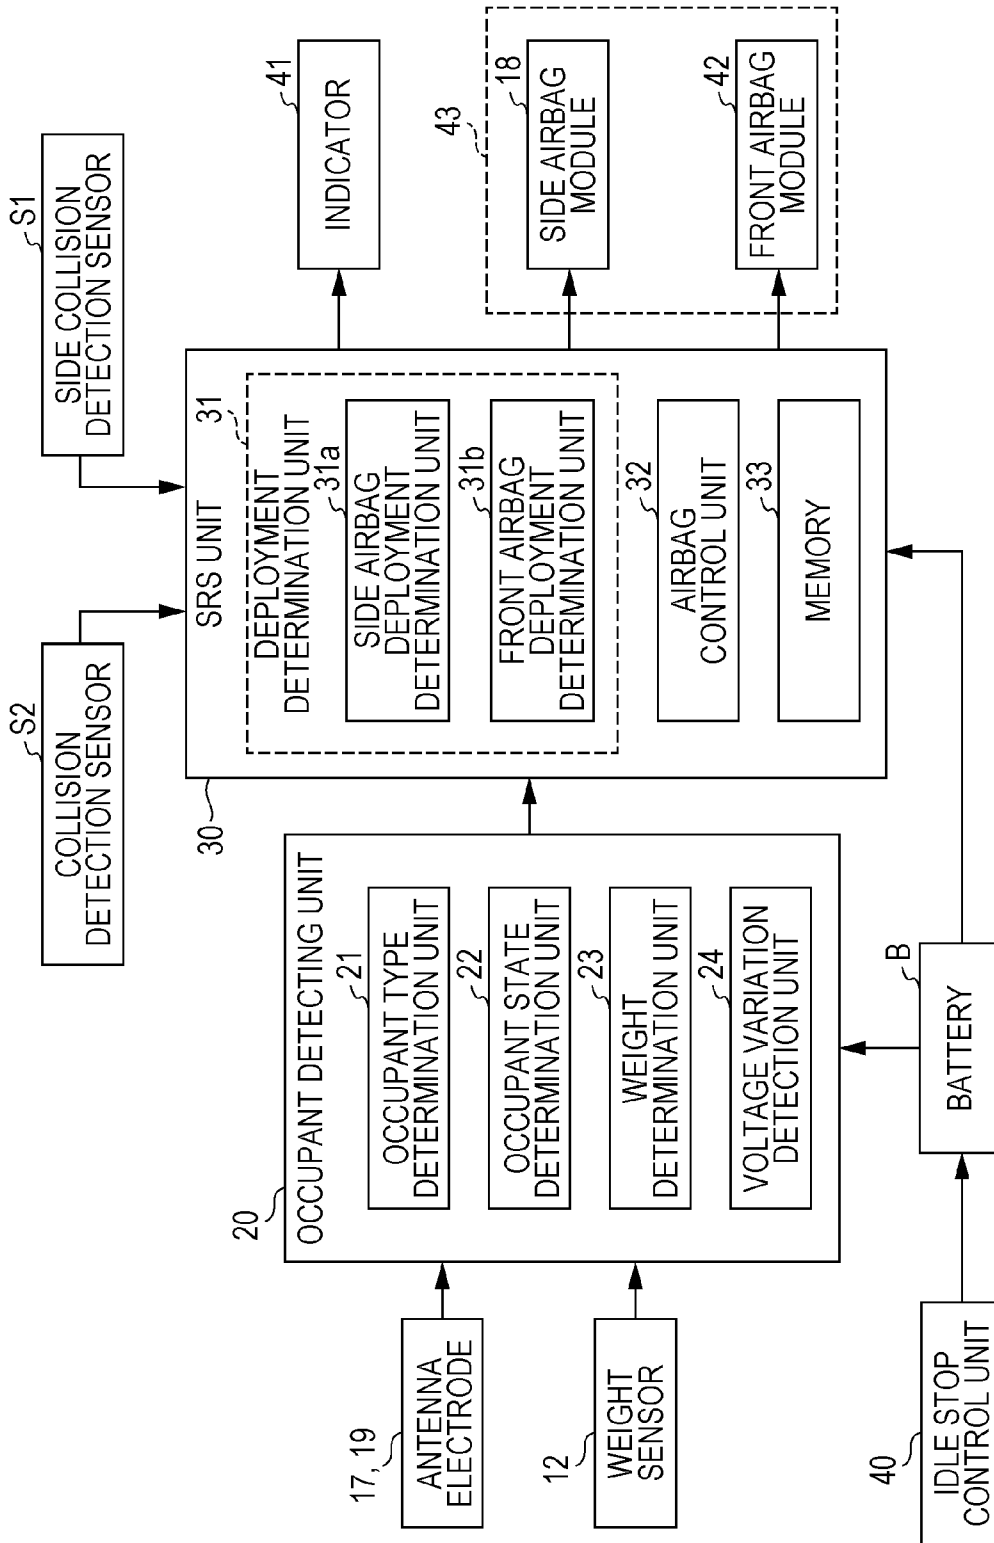 S2
COLLISION
DETECTION SENSOR
S1
SIDE COLLISION
DETECTION SENSOR
20
OCCUPANT DETECTING UNIT
21
OCCUPANT TYPE
DETERMINATION UNIT
22
OCCUPANT STATE
DETERMINATION UNIT
23
WEIGHT
DETERMINATION UNIT
24
VOLTAGE VARIATION
DETECTION UNIT
17, 19
ANTENNA
ELECTRODE
12
WEIGHT
SENSOR
40
IDLE STOP
CONTROL UNIT
B
BATTERY
30
SRS UNIT
31
DEPLOYMENT
DETERMINATION UNIT
31a
SIDE AIRBAG
DEPLOYMENT
DETERMINATION UNIT
31b
FRONT AIRBAG
DEPLOYMENT
DETERMINATION UNIT
32
AIRBAG
CONTROL UNIT
33
MEMORY
41
INDICATOR
43
18
SIDE AIRBAG
MODULE
42
FRONT AIRBAG
MODULE